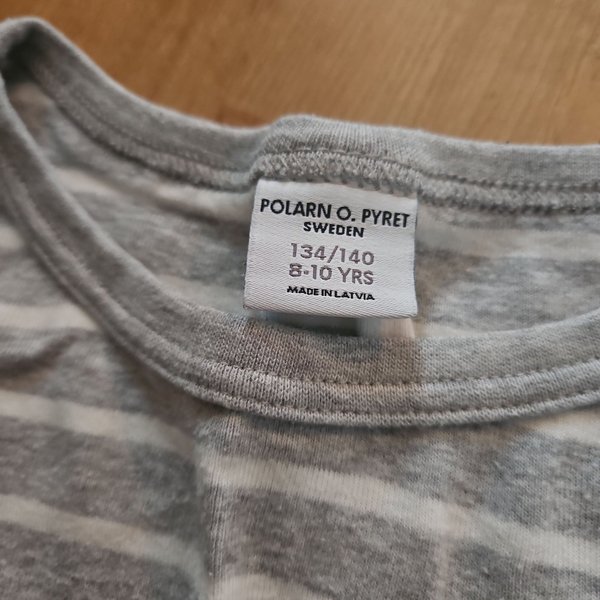 POLARN O. PYRET
SWEDEN
134/140
8-10 YRS
MADE IN LATVIA